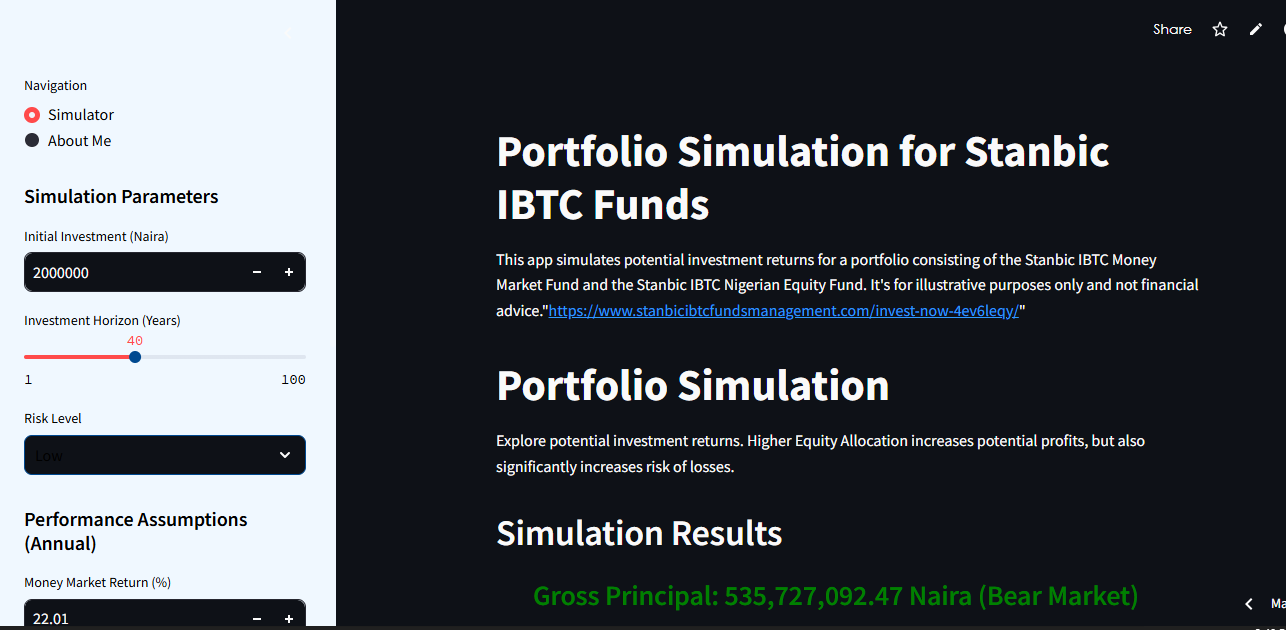 Share
Navigation
Simulator
About Me
Simulation Parameters
Initial Investment (Naira)
2000000
Investment Horizon (Years)
40
1
100
Risk Level
Low
Performance Assumptions
(Annual)
Money Market Return (%)
22.01
Portfolio Simulation for Stanbic
IBTC Funds
This app simulates potential investment returns for a portfolio consisting of the Stanbic IBTC Money
Market Fund and the Stanbic IBTC Nigerian Equity Fund. It's for illustrative purposes only and not financial
advice."https://www.stanbicibtcfundsmanagement.com/invest-now-4ev6leqy/"
Portfolio Simulation
Explore potential investment returns. Higher Equity Allocation increases potential profits, but also
significantly increases risk of losses.
Simulation Results
Gross Principal: 535,727,092.47 Naira (Bear Market)